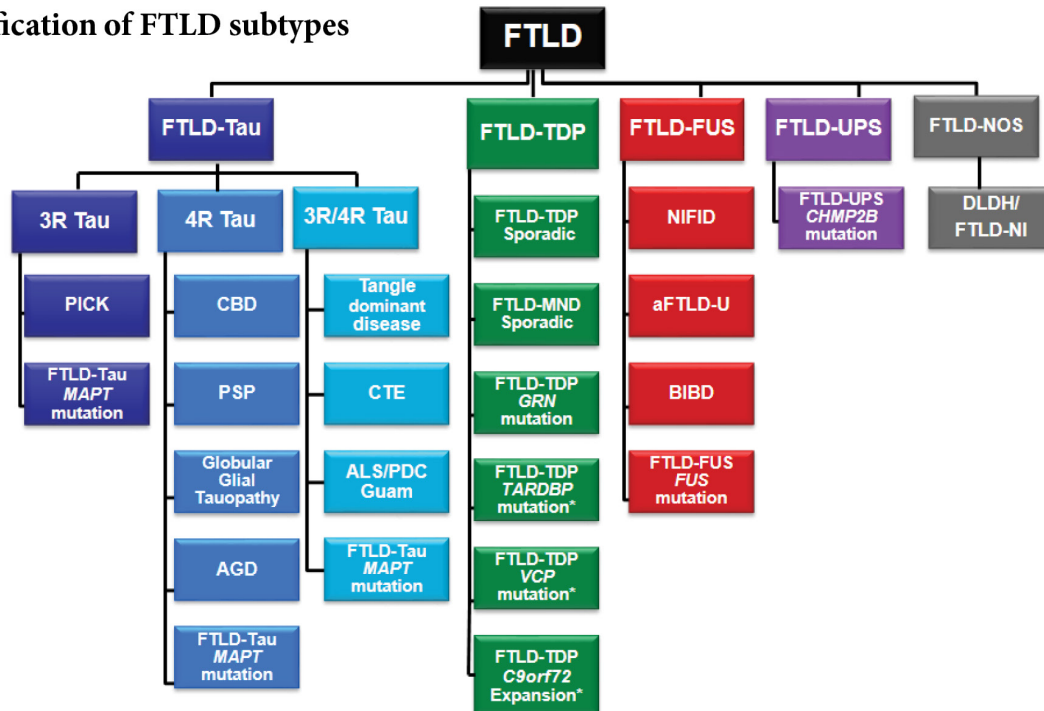 fication of FTLD subtypes
FTLD
FTLD-Tau
FTLD-TDP
FTLD-FUS
FTLD-UPS
FTLD-NOS
3R Tau
4R Tau
3R/4R Tau
PICK
FTLD-Tau
MAPT
mutation
CBD
PSP
Globular
Glial
Tauopathy
AGD
FTLD-Tau
MAPT
mutation
Tangle
dominant
disease
CTE
ALS/PDC
Guam
FTLD-Tau
MAPT
mutation
FTLD-TDP
Sporadic
FTLD-MND
Sporadic
FTLD-TDP
GRN
mutation
FTLD-TDP
TARDBP
mutation*
FTLD-TDP
VCP
mutation*
FTLD-TDP
C9orf72
Expansion*
NIFID
aFTLD-U
BIBD
FTLD-FUS
FUS
mutation
FTLD-UPS
CHMP2B
mutation
DLDH/
FTLD-NI